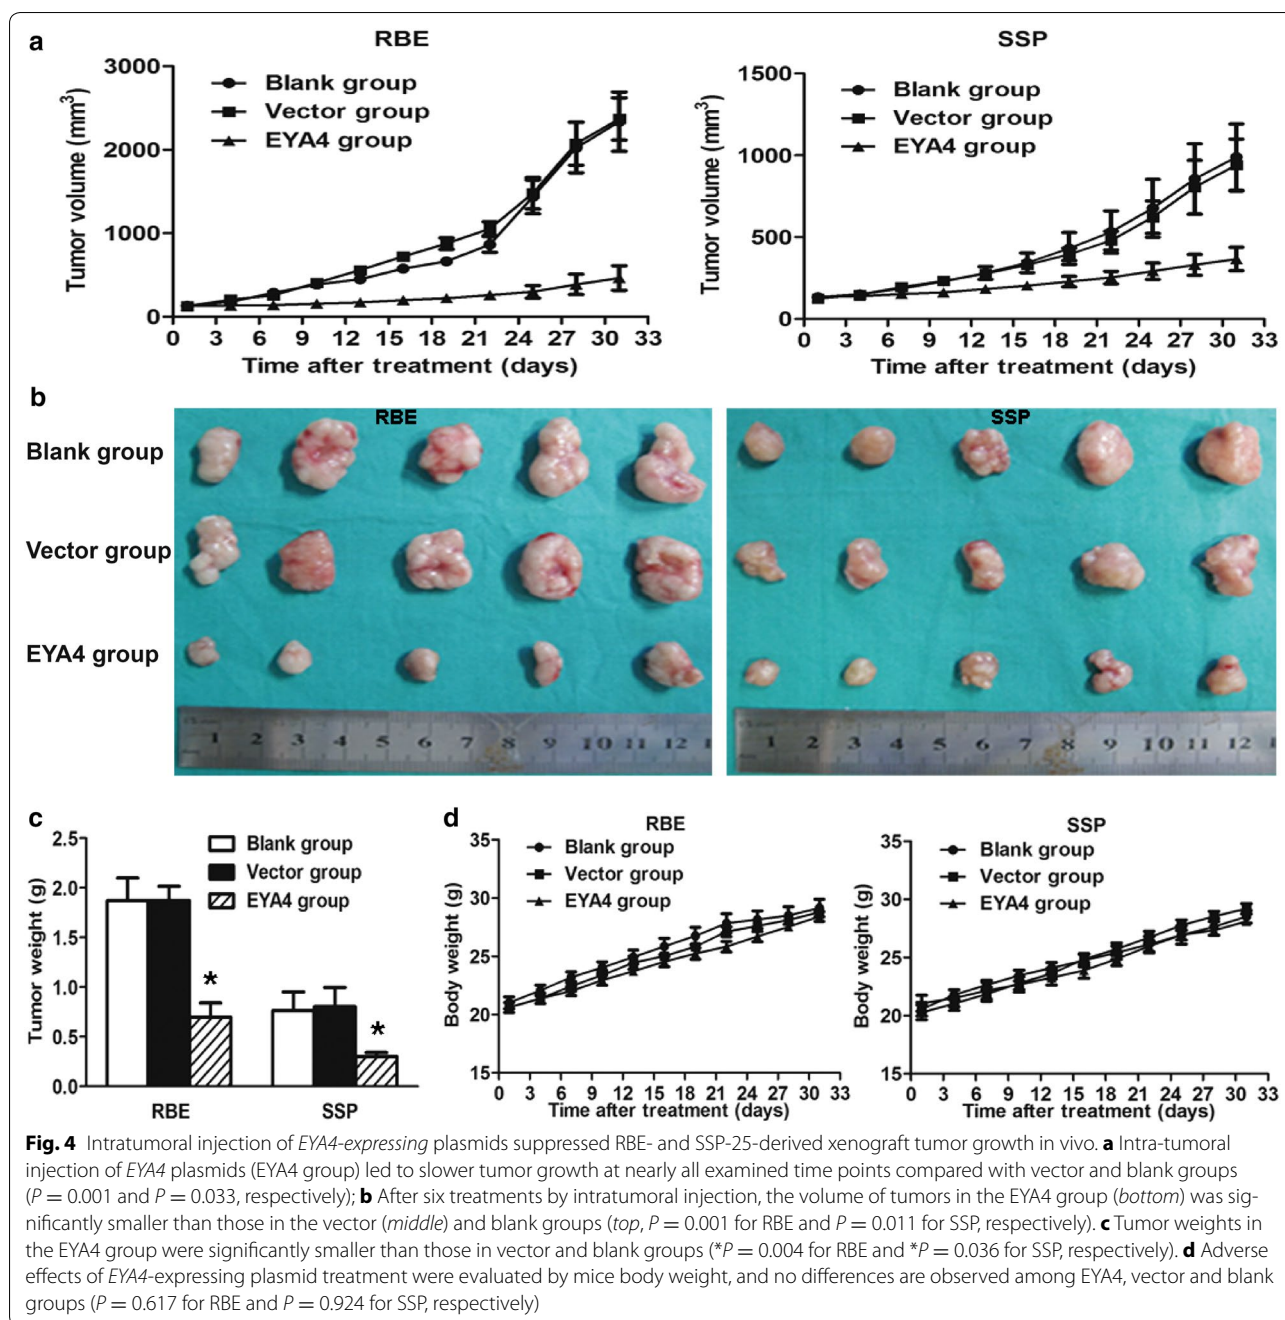 a
RBE
SSP
3000
2000
1000
0
Tumor volume (mm³)
Blank group
Vector group
EYA4 group
0 3 6 9 12 15 18 21 24 27 30 33
Time after treatment (days)
1500
1000
500
0
Tumor volume (mm³)
Blank group
Vector group
EYA4 group
0 3 6 9 12 15 18 21 24 27 30 33
Time after treatment (days)
b
RBE
SSP
Blank group
Vector group
EYA4 group
1 2 3 4 5 6 7 8 9 10 11 12 1
1 2 3 4 5 6 7 8 9 10 11 12
c
2.5
2.0
1.5
1.0
0.5
0.0
Tumor weight (g)
Blank group
Vector group
EYA4 group
*
*
RBE SSP
d
RBE
35
30
25
20
15
Body weight (g)
Blank group
Vector group
EYA4 group
0 3 6 9 12 15 18 21 24 27 30 33
Time after treatment (days)
SSP
35
30
25
20
15
Body weight (g)
Blank group
Vector group
EYA4 group
0 3 6 9 12 15 18 21 24 27 30 33
Time after treatment (days)
Fig. 4 Intratumoral injection of EYA4-expressing plasmids suppressed RBE- and SSP-25-derived xenograft tumor growth in vivo. a Intra-tumoral
injection of EYA4 plasmids (EYA4 group) led to slower tumor growth at nearly all examined time points compared with vector and blank groups
(P = 0.001 and P = 0.033, respectively); b After six treatments by intratumoral injection, the volume of tumors in the EYA4 group (bottom) was sig-
nificantly smaller than those in the vector (middle) and blank groups (top, P = 0.001 for RBE and P = 0.011 for SSP, respectively). c Tumor weights in
the EYA4 group were significantly smaller than those in vector and blank groups (*P = 0.004 for RBE and *P = 0.036 for SSP, respectively). d Adverse
effects of EYA4-expressing plasmid treatment were evaluated by mice body weight, and no differences are observed among EYA4, vector and blank
groups (P = 0.617 for RBE and P = 0.924 for SSP, respectively)